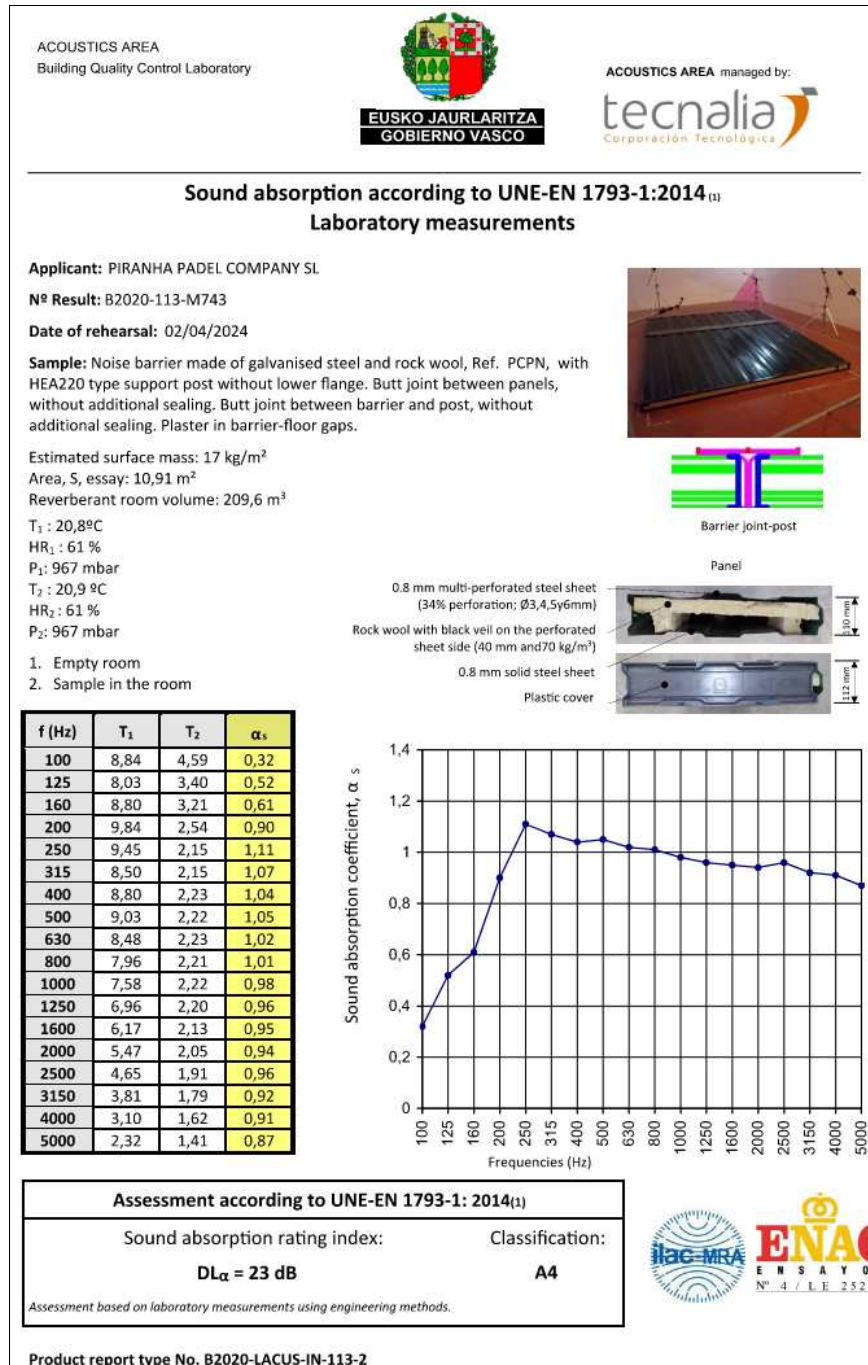 ACOUSTICS AREA
Building Quality Control Laboratory
EUSKO JAURLARITZA
GOBIERNO VASCO
ACOUSTICS AREA managed by:
tecnalia
Corporación Tecnológica
Sound absorption according to UNE-EN 1793-1:2014 (1)
Laboratory measurements
Applicant: PIRANHA PADEL COMPANY SL
Nº Result: B2020-113-M743
Date of rehearsal: 02/04/2024
Sample: Noise barrier made of galvanised steel and rock wool, Ref. PCPN, with
HEA220 type support post without lower flange. Butt joint between panels,
without additional sealing. Butt joint between barrier and post, without
additional sealing. Plaster in barrier-floor gaps.
Estimated surface mass: 17 kg/m²
Area, S, essay: 10,91 m²
Reverberant room volume: 209,6 m³
T₁ : 20,8ºC
HR₁ : 61 %
P₁: 967 mbar
T₂ : 20,9 ºC
HR₂ : 61 %
P₂: 967 mbar
1. Empty room
2. Sample in the room
Barrier joint-post
Panel
0.8 mm multi-perforated steel sheet
(34% perforation; Ø3,4,5y6mm)
Rock wool with black veil on the perforated
sheet side (40 mm and70 kg/m³)
0.8 mm solid steel sheet
Plastic cover
110 mm
112 mm
f (Hz) T₁ T₂ αs
100 8,84 4,59 0,32
125 8,03 3,40 0,52
160 8,80 3,21 0,61
200 9,84 2,54 0,90
250 9,45 2,15 1,11
315 8,50 2,15 1,07
400 8,80 2,23 1,04
500 9,03 2,22 1,05
630 8,48 2,23 1,02
800 7,96 2,21 1,01
1000 7,58 2,22 0,98
1250 6,96 2,20 0,96
1600 6,17 2,13 0,95
2000 5,47 2,05 0,94
2500 4,65 1,91 0,96
3150 3,81 1,79 0,92
4000 3,10 1,62 0,91
5000 2,32 1,41 0,87
Sound absorption coefficient, α s
1,4
1,2
1
0,8
0,6
0,4
0,2
0
100 125 160 200 250 315 400 500 630 800 1000 1250 1600 2000 2500 3150 4000 5000
Frequencies (Hz)
Assessment according to UNE-EN 1793-1: 2014(1)
Sound absorption rating index: Classification:
DLα = 23 dB A4
Assessment based on laboratory measurements using engineering methods.
ilac-MRA
ENAC
ENSAYO
Nº 4 / LE 252
Product report type No. B2020-LACUS-IN-113-2